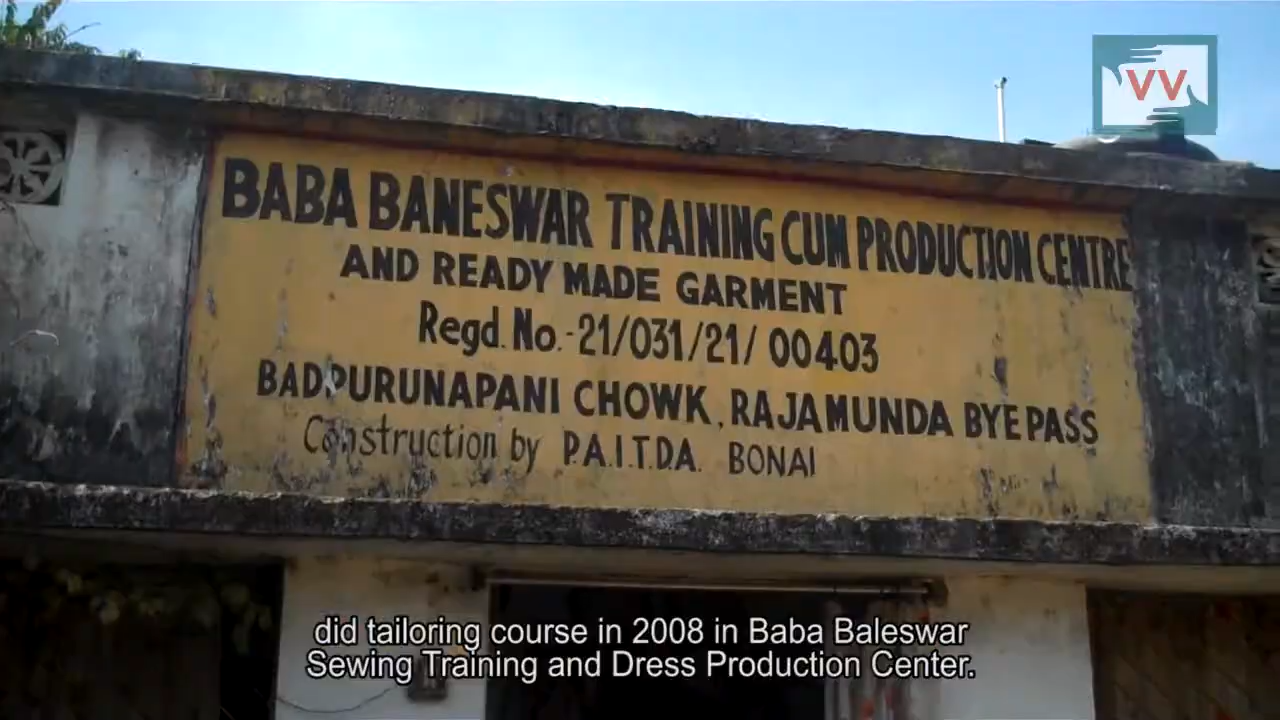 VV
BABA BANESWAR TRAINING CUM PRODUCTION CENTRE
AND READY MADE GARMENT
Regd. No.-21/031/21/ 00403
BADPURUNAPANI CHOWK, RAJAMUNDA BYE PASS
Construction by P.A.I.T.D.A. BONAI
did tailoring course in 2008 in Baba Baleswar
Sewing Training and Dress Production Center.